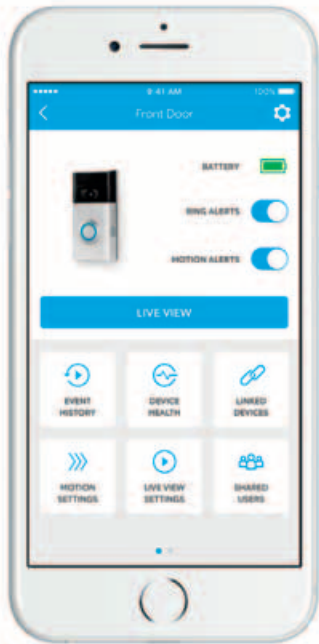 9:41 AM
100%
Front Door
BATTERY
RING ALERTS
MOTION ALERTS
LIVE VIEW
EVENT
HISTORY
DEVICE
HEALTH
LINKED
DEVICES
MOTION
SETTINGS
LIVE VIEW
SETTINGS
SHARED
USERS